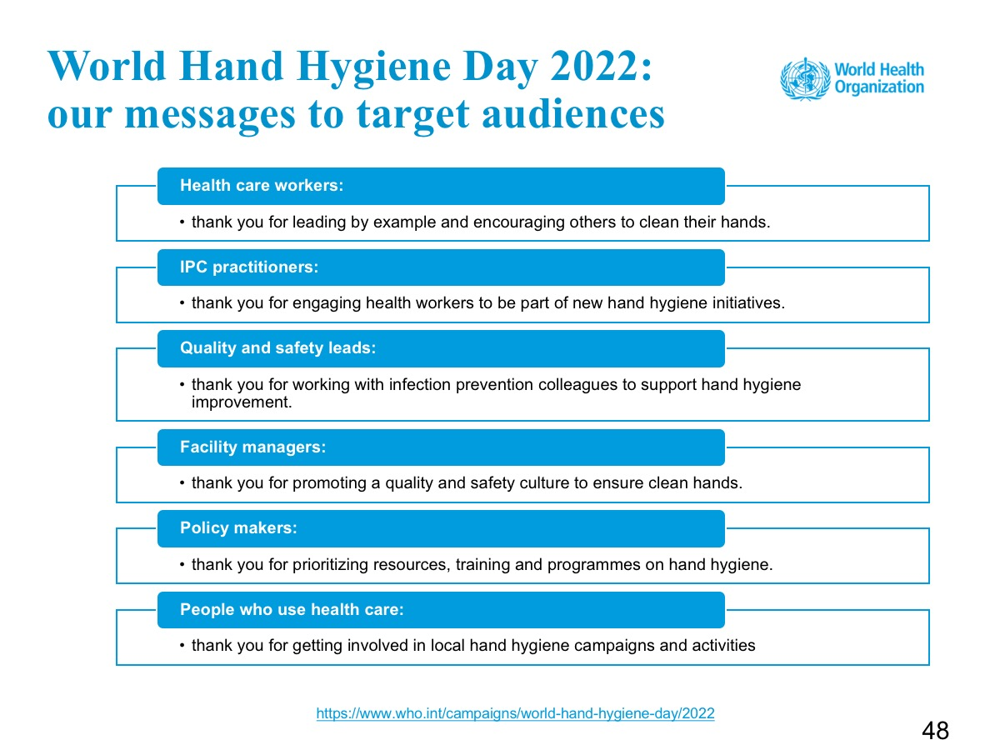 World Hand Hygiene Day 2022:
our messages to target audiences
World Health
Organization
Health care workers:
• thank you for leading by example and encouraging others to clean their hands.
IPC practitioners:
• thank you for engaging health workers to be part of new hand hygiene initiatives.
Quality and safety leads:
• thank you for working with infection prevention colleagues to support hand hygiene
improvement.
Facility managers:
• thank you for promoting a quality and safety culture to ensure clean hands.
Policy makers:
• thank you for prioritizing resources, training and programmes on hand hygiene.
People who use health care:
• thank you for getting involved in local hand hygiene campaigns and activities
https://www.who.int/campaigns/world-hand-hygiene-day/2022
48